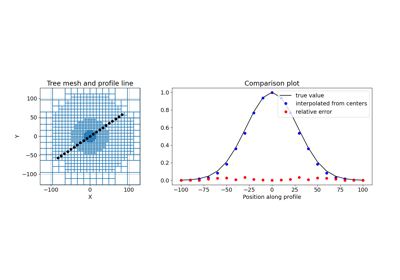 Tree mesh and profile line
100
50
0
−50
−100
Y
−100 0 100
X
Comparison plot
1.0
0.8
0.6
0.4
0.2
0.0
true value
interpolated from centers
relative error
−100 −75 −50 −25 0 25 50 75 100
Position along profile